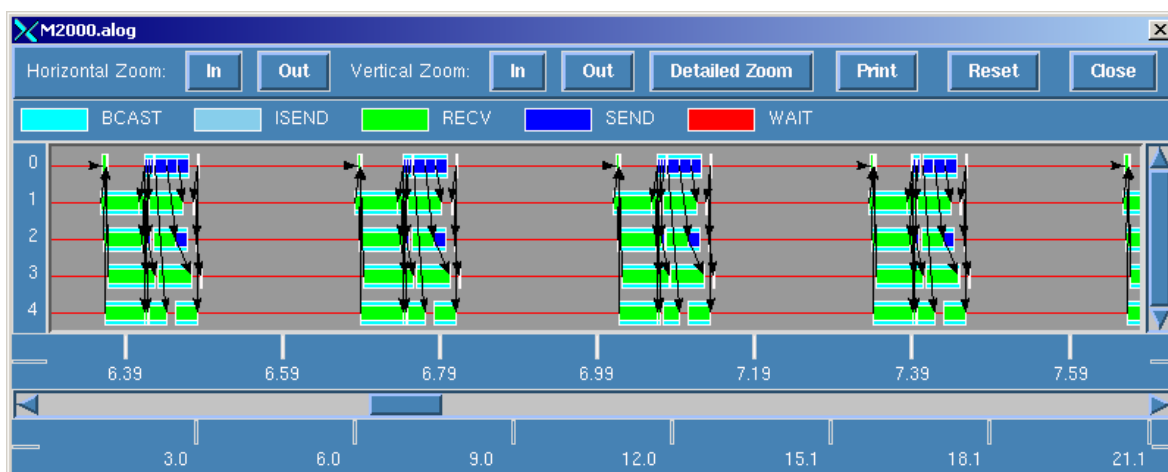 M2000.alog
Horizontal Zoom: In Out Vertical Zoom: In Out Detailed Zoom Print Reset Close
BCAST ISEND RECV SEND WAIT
0
1
2
3
4
6.39 6.59 6.79 6.99 7.19 7.39 7.59
3.0 6.0 9.0 12.0 15.1 18.1 21.1